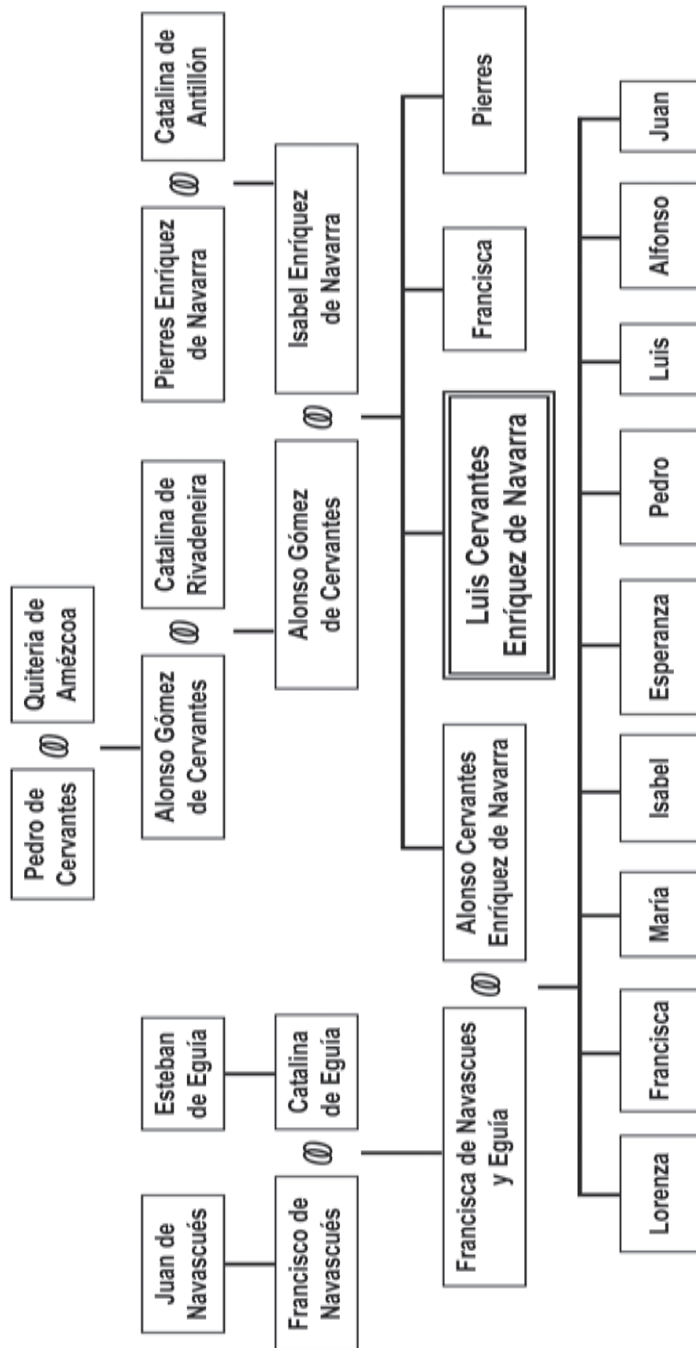 Pedro de
Cervantes
Quiteria de
Amézcoa
Juan de
Navascués
Esteban
de Eguía
Alonso Gómez
de Cervantes
Catalina de
Rivadeneira
Pierres Enríquez
de Navarra
Catalina de
Antillón
Francisco de
Navascués
Catalina
de Eguía
Alonso Gómez
de Cervantes
Isabel Enríquez
de Navarra
Francisca de Navascues
y Eguía
Alonso Cervantes
Enríquez de Navarra
Luis Cervantes
Enríquez de Navarra
Francisca
Pierres
Lorenza
Francisca
María
Isabel
Esperanza
Pedro
Luis
Alfonso
Juan